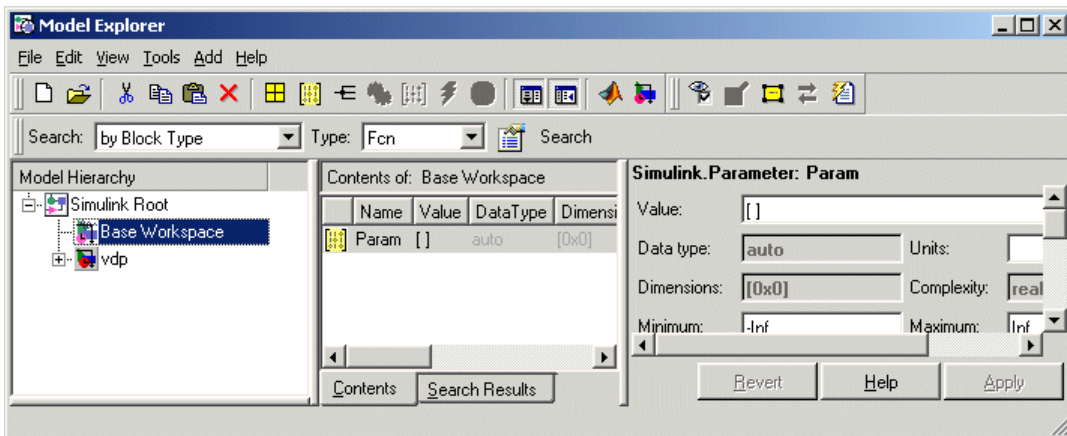 Model Explorer
File Edit View Tools Add Help
Search: by Block Type Type: Fcn Search
Model Hierarchy
Simulink Root
Base Workspace
vdp
Contents of: Base Workspace
Name Value DataType Dimensi
Param [ ] auto [0x0]
Contents Search Results
Simulink.Parameter: Param
Value: [ ]
Data type: auto Units:
Dimensions: [0x0] Complexity: real
Minimum: -Inf Maximum: Inf
Revert Help Apply